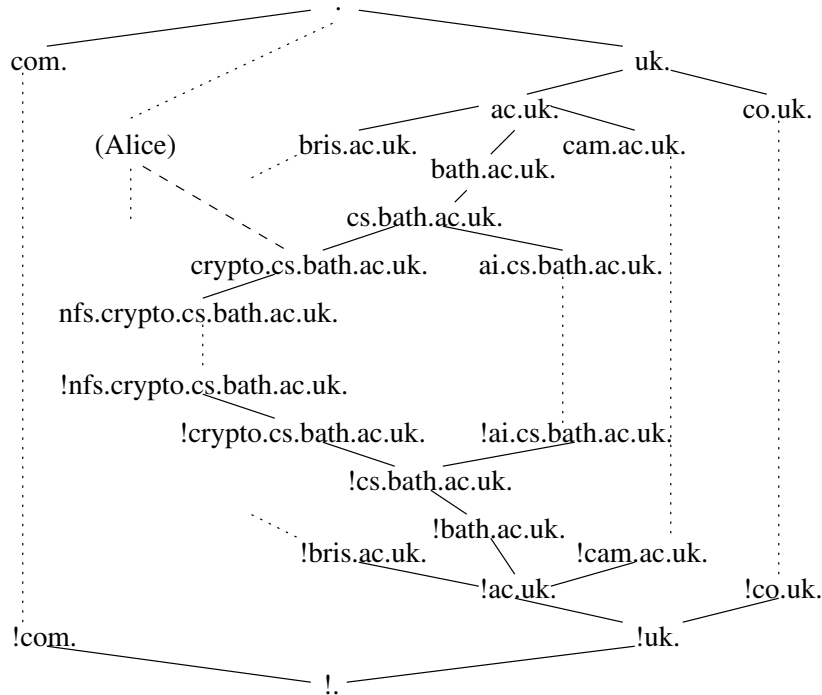 .
com. uk.
ac.uk. co.uk.
(Alice) bris.ac.uk. cam.ac.uk.
bath.ac.uk.
cs.bath.ac.uk.
crypto.cs.bath.ac.uk. ai.cs.bath.ac.uk.
nfs.crypto.cs.bath.ac.uk.
!nfs.crypto.cs.bath.ac.uk.
!crypto.cs.bath.ac.uk. !ai.cs.bath.ac.uk.
!cs.bath.ac.uk.
!bath.ac.uk.
!bris.ac.uk. !cam.ac.uk.
!ac.uk. !co.uk.
!com. !uk.
!.